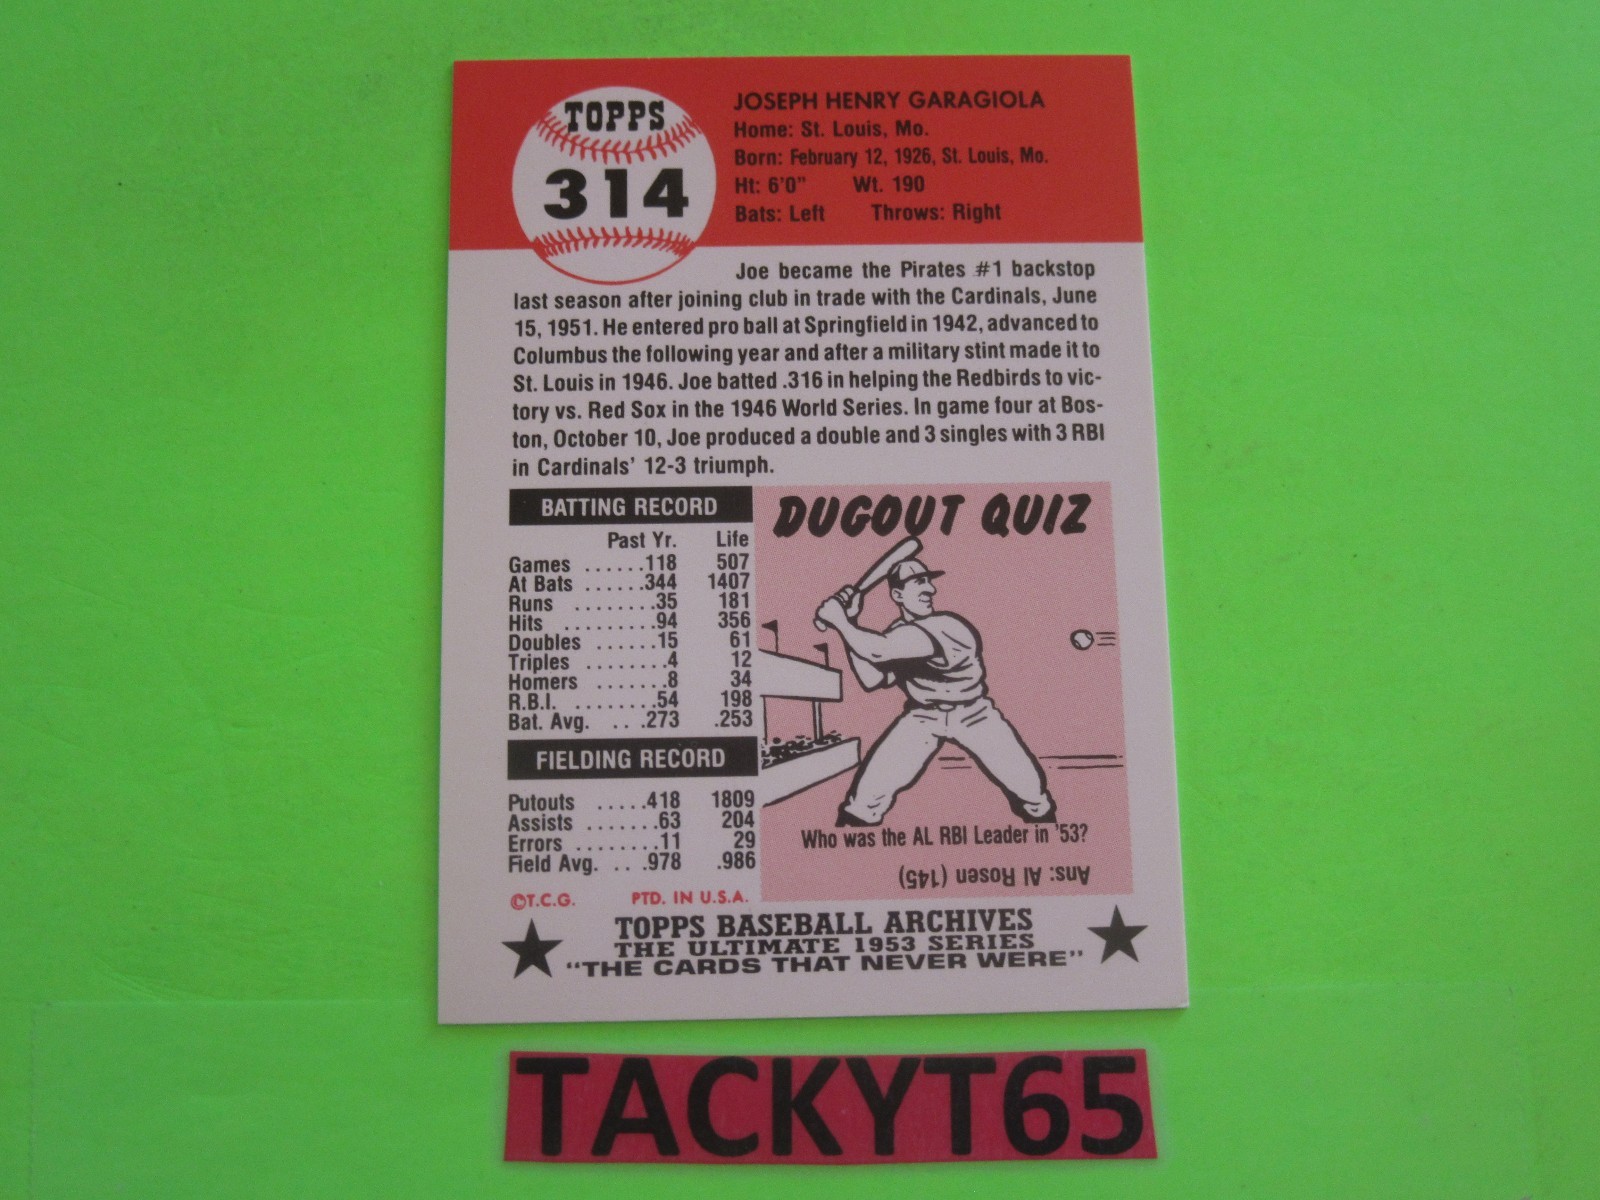 TOPPS
314
JOSEPH HENRY GARAGIOLA
Home: St. Louis, Mo.
Born: February 12, 1926, St. Louis, Mo.
Ht: 6'0" Wt. 190
Bats: Left Throws: Right
Joe became the Pirates #1 backstop
last season after joining club in trade with the Cardinals, June
15, 1951. He entered pro ball at Springfield in 1942, advanced to
Columbus the following year and after a military stint made it to
St. Louis in 1946. Joe batted .316 in helping the Redbirds to vic-
tory vs. Red Sox in the 1946 World Series. In game four at Bos-
ton, October 10, Joe produced a double and 3 singles with 3 RBI
in Cardinals' 12-3 triumph.
BATTING RECORD
Past Yr. Life
Games ......118 507
At Bats ......344 1407
Runs ........35 181
Hits .........94 356
Doubles ......15 61
Triples ........4 12
Homers .......8 34
R.B.I. ........54 198
Bat. Avg. ....273 .253
FIELDING RECORD
Putouts .....418 1809
Assists .......63 204
Errors ........11 29
Field Avg. .. .978 .986
©T.C.G. PTD. IN U.S.A.
DUGOUT QUIZ
Who was the AL RBI Leader in '53?
Ans: Al Rosen (145)
TOPPS BASEBALL ARCHIVES
THE ULTIMATE 1953 SERIES
"THE CARDS THAT NEVER WERE"
TACKYT65